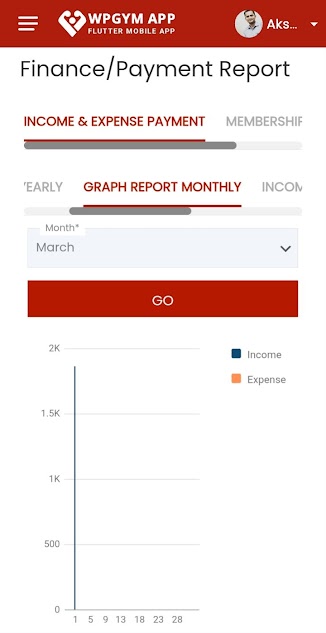 WPGYM APP
FLUTTER MOBILE APP
Aks...
Finance/Payment Report
INCOME & EXPENSE PAYMENT MEMBERSHIP
YEARLY GRAPH REPORT MONTHLY INCOM
Month*
March
GO
2K
Income
Expense
1.5K
1K
500
0
1 5 9 13 18 23 28